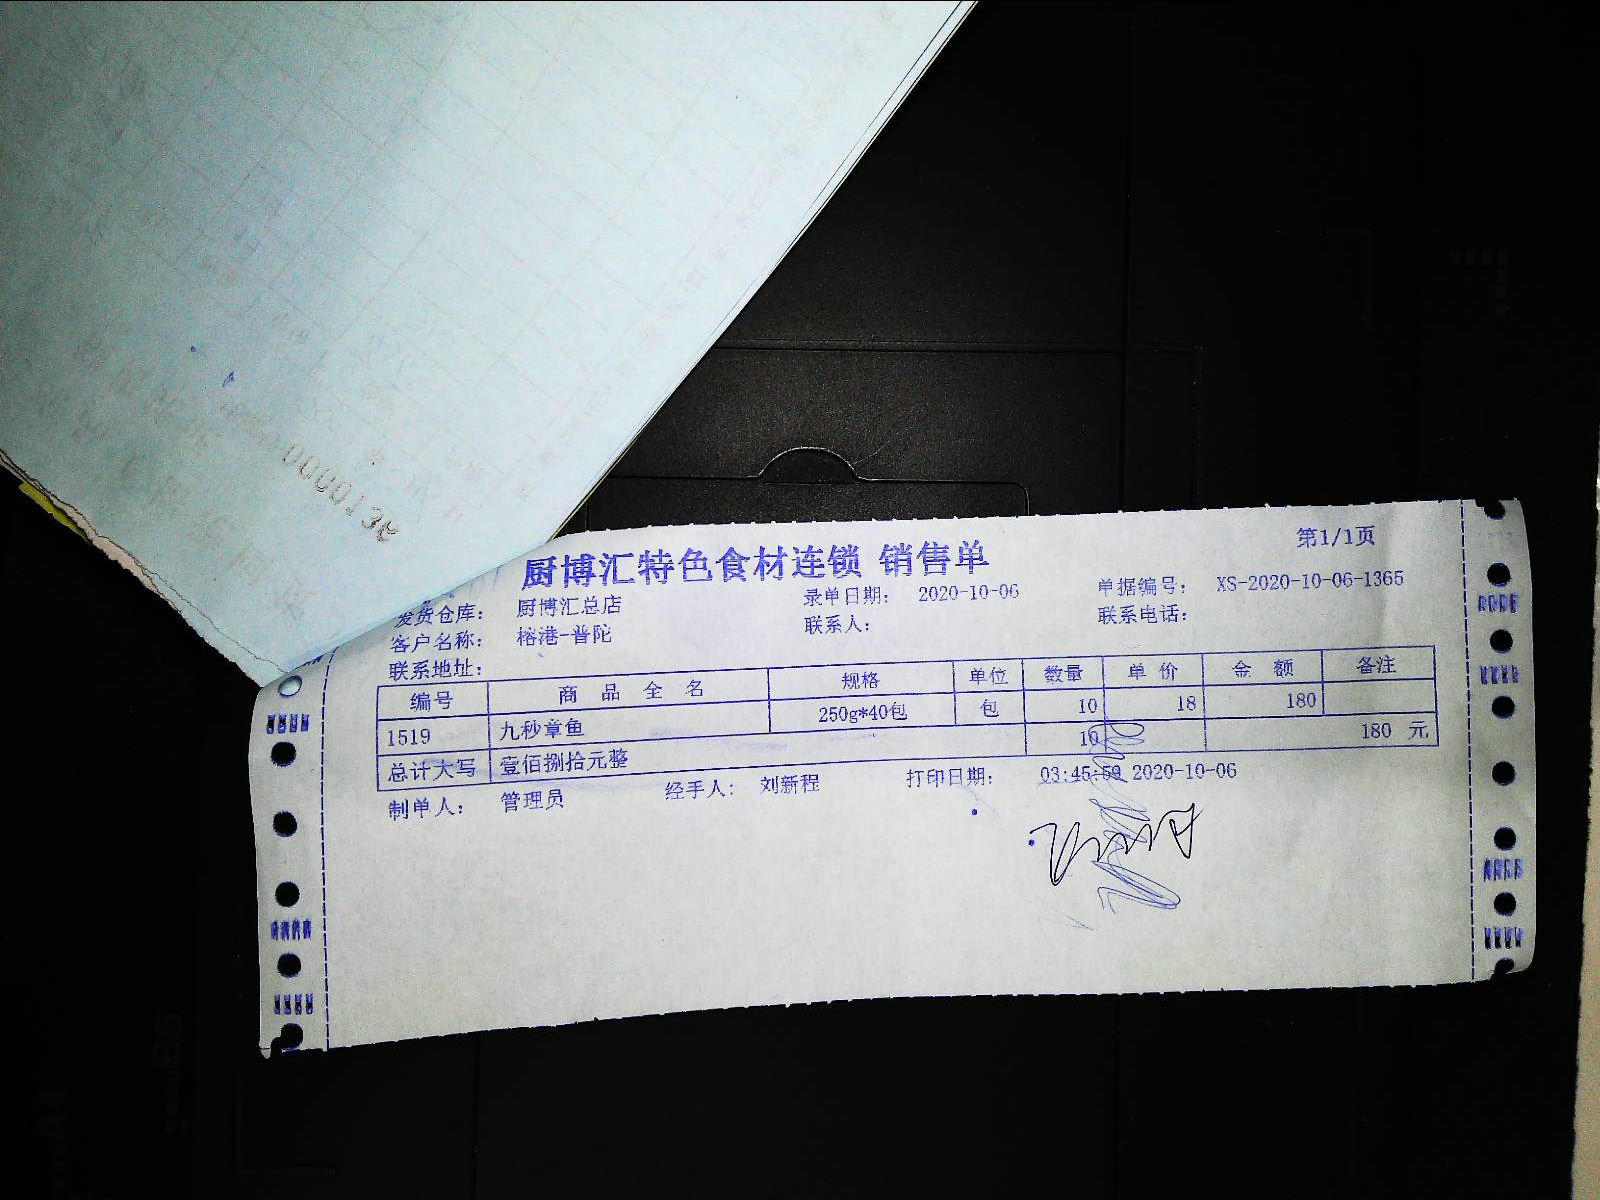 厨博汇特色食材连锁 销售单
第1/1页
发货仓库: 厨博汇总店 录单日期: 2020-10-06 单据编号: XS-2020-10-06-1365
客户名称: 榕港-普陀 联系人: 联系电话:
联系地址:
编号 商品全名 规格 单位 数量 单价 金额 备注
1519 九秒章鱼 250g*40包 包 10 18 180
总计大写 壹佰捌拾元整 10 180 元
制单人: 管理员 经手人: 刘新程 打印日期: 03:45:59 2020-10-06